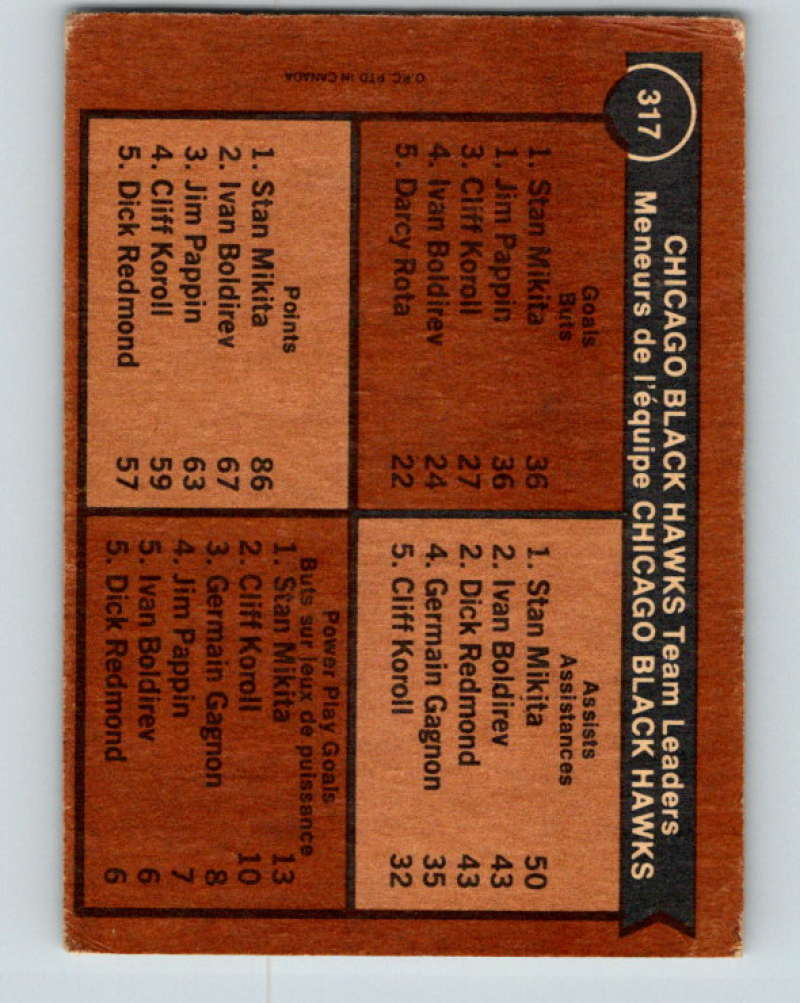 317
CHICAGO BLACK HAWKS Team Leaders
Meneurs de l'équipe CHICAGO BLACK HAWKS
Goals
Buts
1. Stan Mikita 36
1. Jim Pappin 36
3. Cliff Koroll 27
4. Ivan Boldirev 24
5. Darcy Rota 22
Assists
Assistances
1. Stan Mikita 50
2. Ivan Boldirev 43
2. Dick Redmond 43
4. Germain Gagnon 35
5. Cliff Koroll 32
Points
1. Stan Mikita 86
2. Ivan Boldirev 67
3. Jim Pappin 63
4. Cliff Koroll 59
5. Dick Redmond 57
Power Play Goals
Buts sur jeux de puissance
1. Stan Mikita 13
2. Cliff Koroll 10
3. Germain Gagnon 8
4. Jim Pappin 7
5. Ivan Boldirev 6
5. Dick Redmond 6
O.P.C. PTD IN CANADA